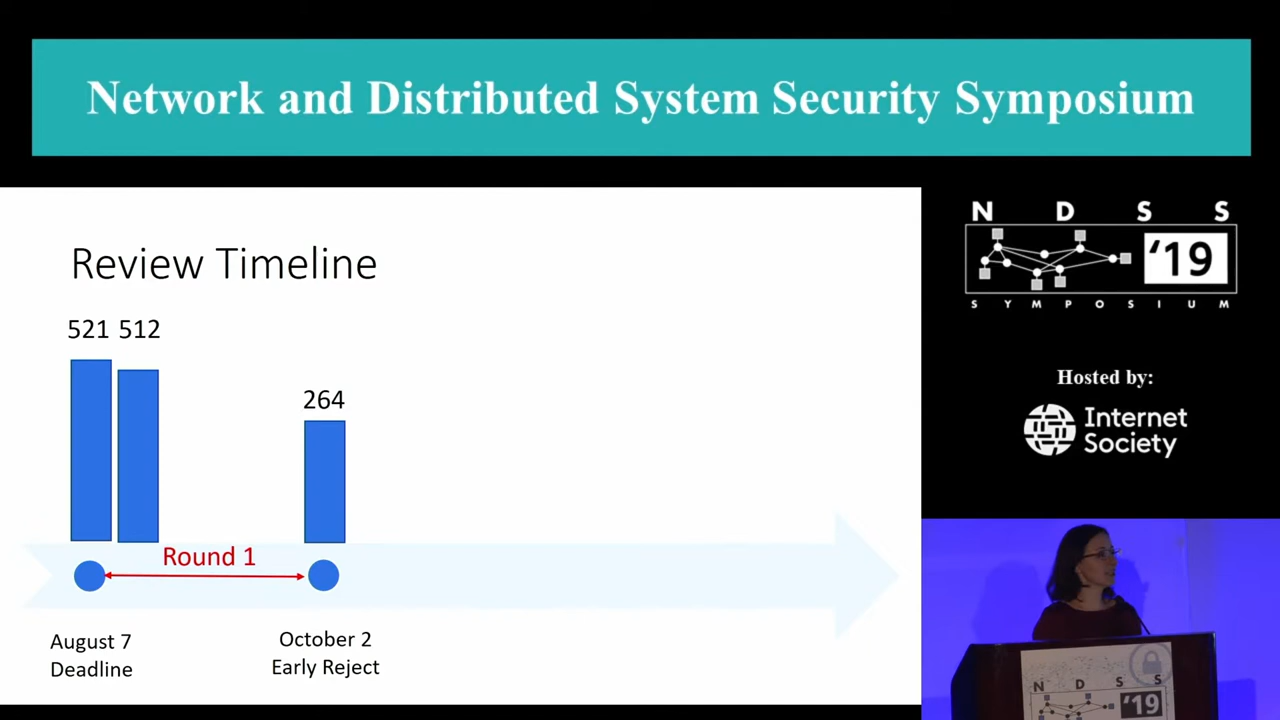 Network and Distributed System Security Symposium
Review Timeline
521 512
264
Round 1
August 7
Deadline
October 2
Early Reject
N D S S
'19
S Y M P O S I U M
Hosted by:
Internet
Society
N D S S
'19